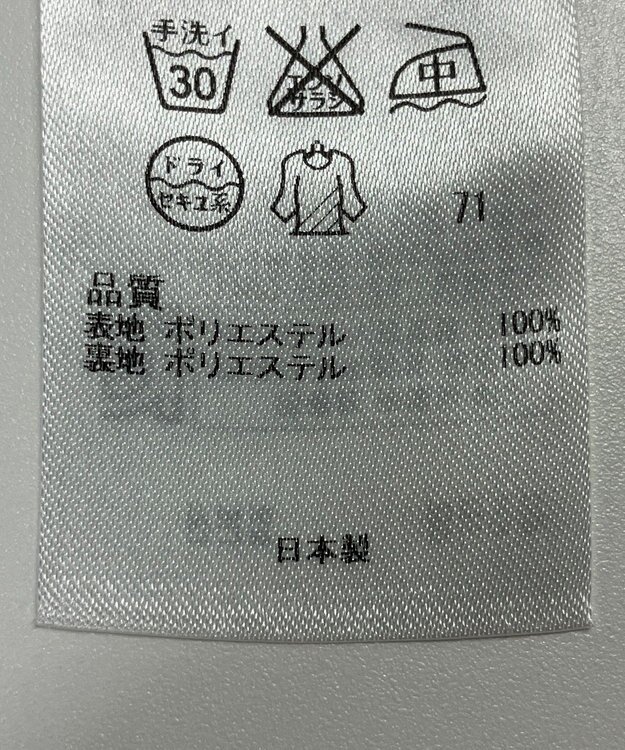 手洗イ
30
エンソ
サラシ
中
ドライ
セキユ系
71
品質
表地 ポリエステル 100%
裏地 ポリエステル 100%
日本製